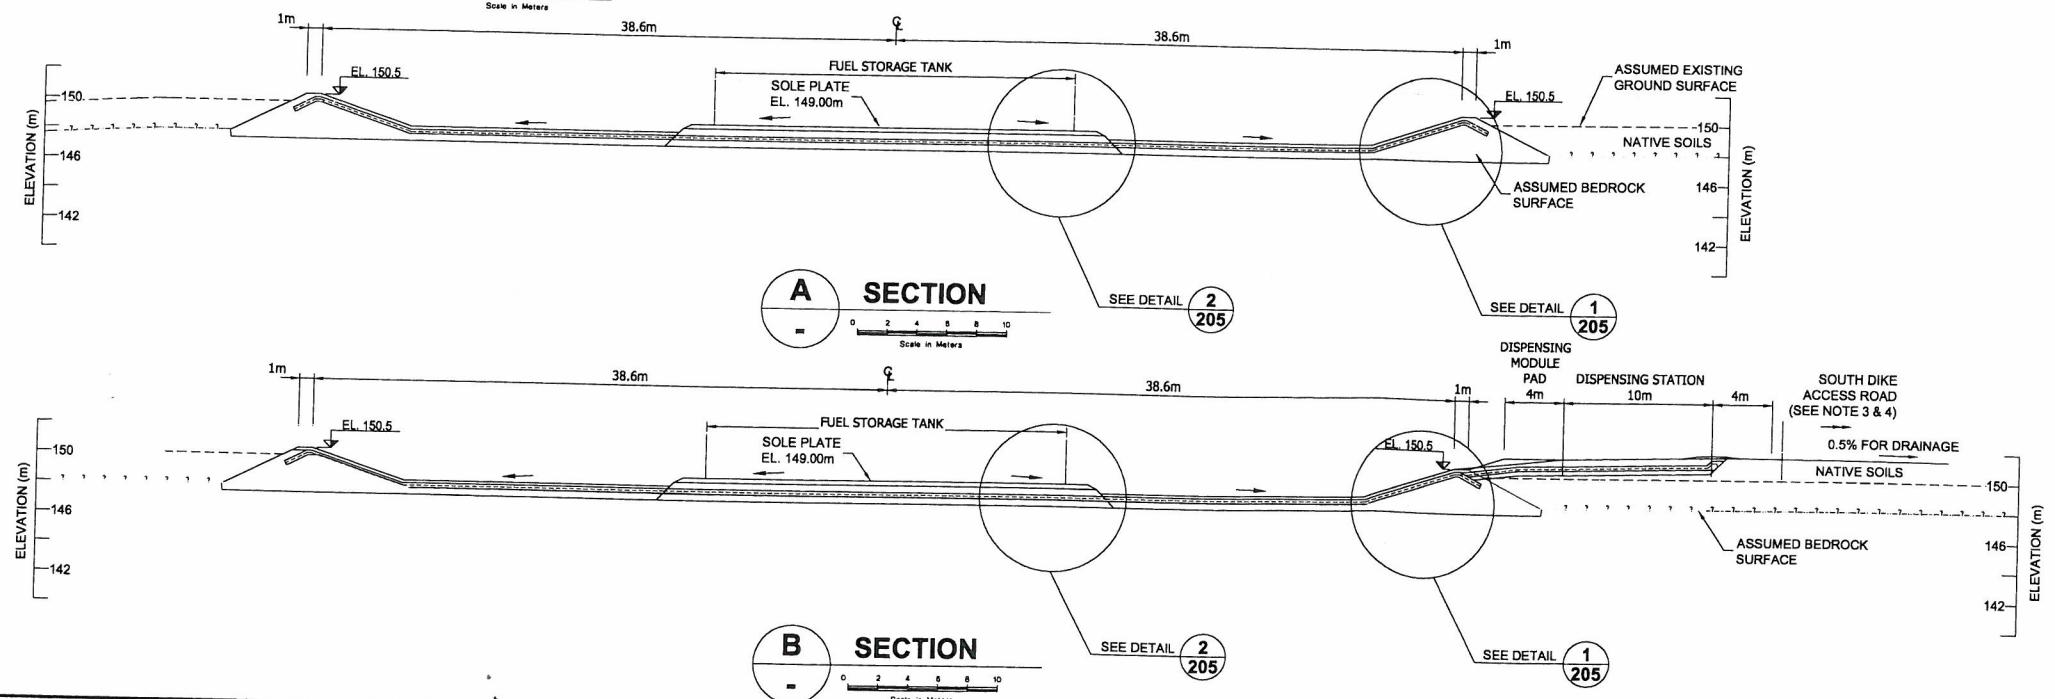 Scale in Meters
1m
38.6m
℄
38.6m
1m
EL. 150.5
FUEL STORAGE TANK
SOLE PLATE
EL. 149.00m
EL. 150.5
ASSUMED EXISTING
GROUND SURFACE
ELEVATION (m)
150
146
142
150
NATIVE SOILS
146
142
ELEVATION (m)
ASSUMED BEDROCK
SURFACE
A
-
SECTION
0 2 4 6 8 10
Scale in Meters
SEE DETAIL
2
205
SEE DETAIL
1
205
1m
38.6m
℄
38.6m
1m
DISPENSING
MODULE
PAD
4m
DISPENSING STATION
10m
4m
SOUTH DIKE
ACCESS ROAD
(SEE NOTE 3 & 4)
0.5% FOR DRAINAGE
NATIVE SOILS
EL. 150.5
FUEL STORAGE TANK
SOLE PLATE
EL. 149.00m
EL. 150.5
ELEVATION (m)
150
146
142
150
146
142
ELEVATION (m)
ASSUMED BEDROCK
SURFACE
B
-
SECTION
0 2 4 6 8 10
Scale in Meters
SEE DETAIL
2
205
SEE DETAIL
1
205